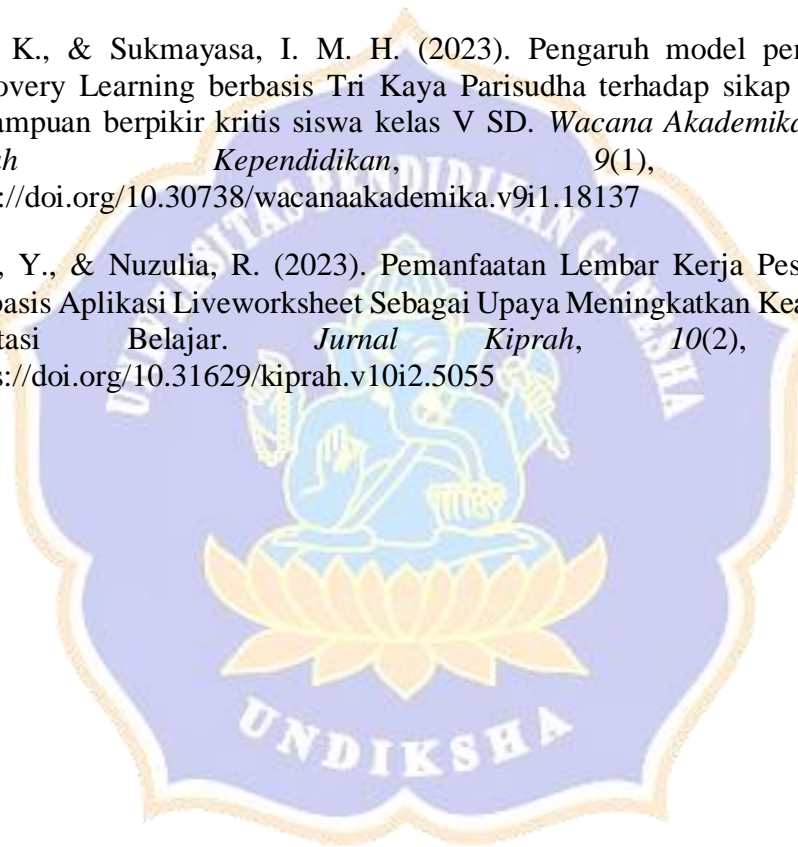 K., & Sukmayasa, I. M. H. (2023). Pengaruh model per
overy Learning berbasis Tri Kaya Parisudha terhadap sikap
ampuan berpikir kritis siswa kelas V SD. Wacana Akademika
h Kependidikan, 9(1),
://doi.org/10.30738/wacanaakademika.v9i1.18137
, Y., & Nuzulia, R. (2023). Pemanfaatan Lembar Kerja Pes
basis Aplikasi Liveworksheet Sebagai Upaya Meningkatkan Kea
tasi Belajar. Jurnal Kiprah, 10(2),
s://doi.org/10.31629/kiprah.v10i2.5055
UNIVERSITAS PENDIDIKAN GANESHA
UNDIKSHA